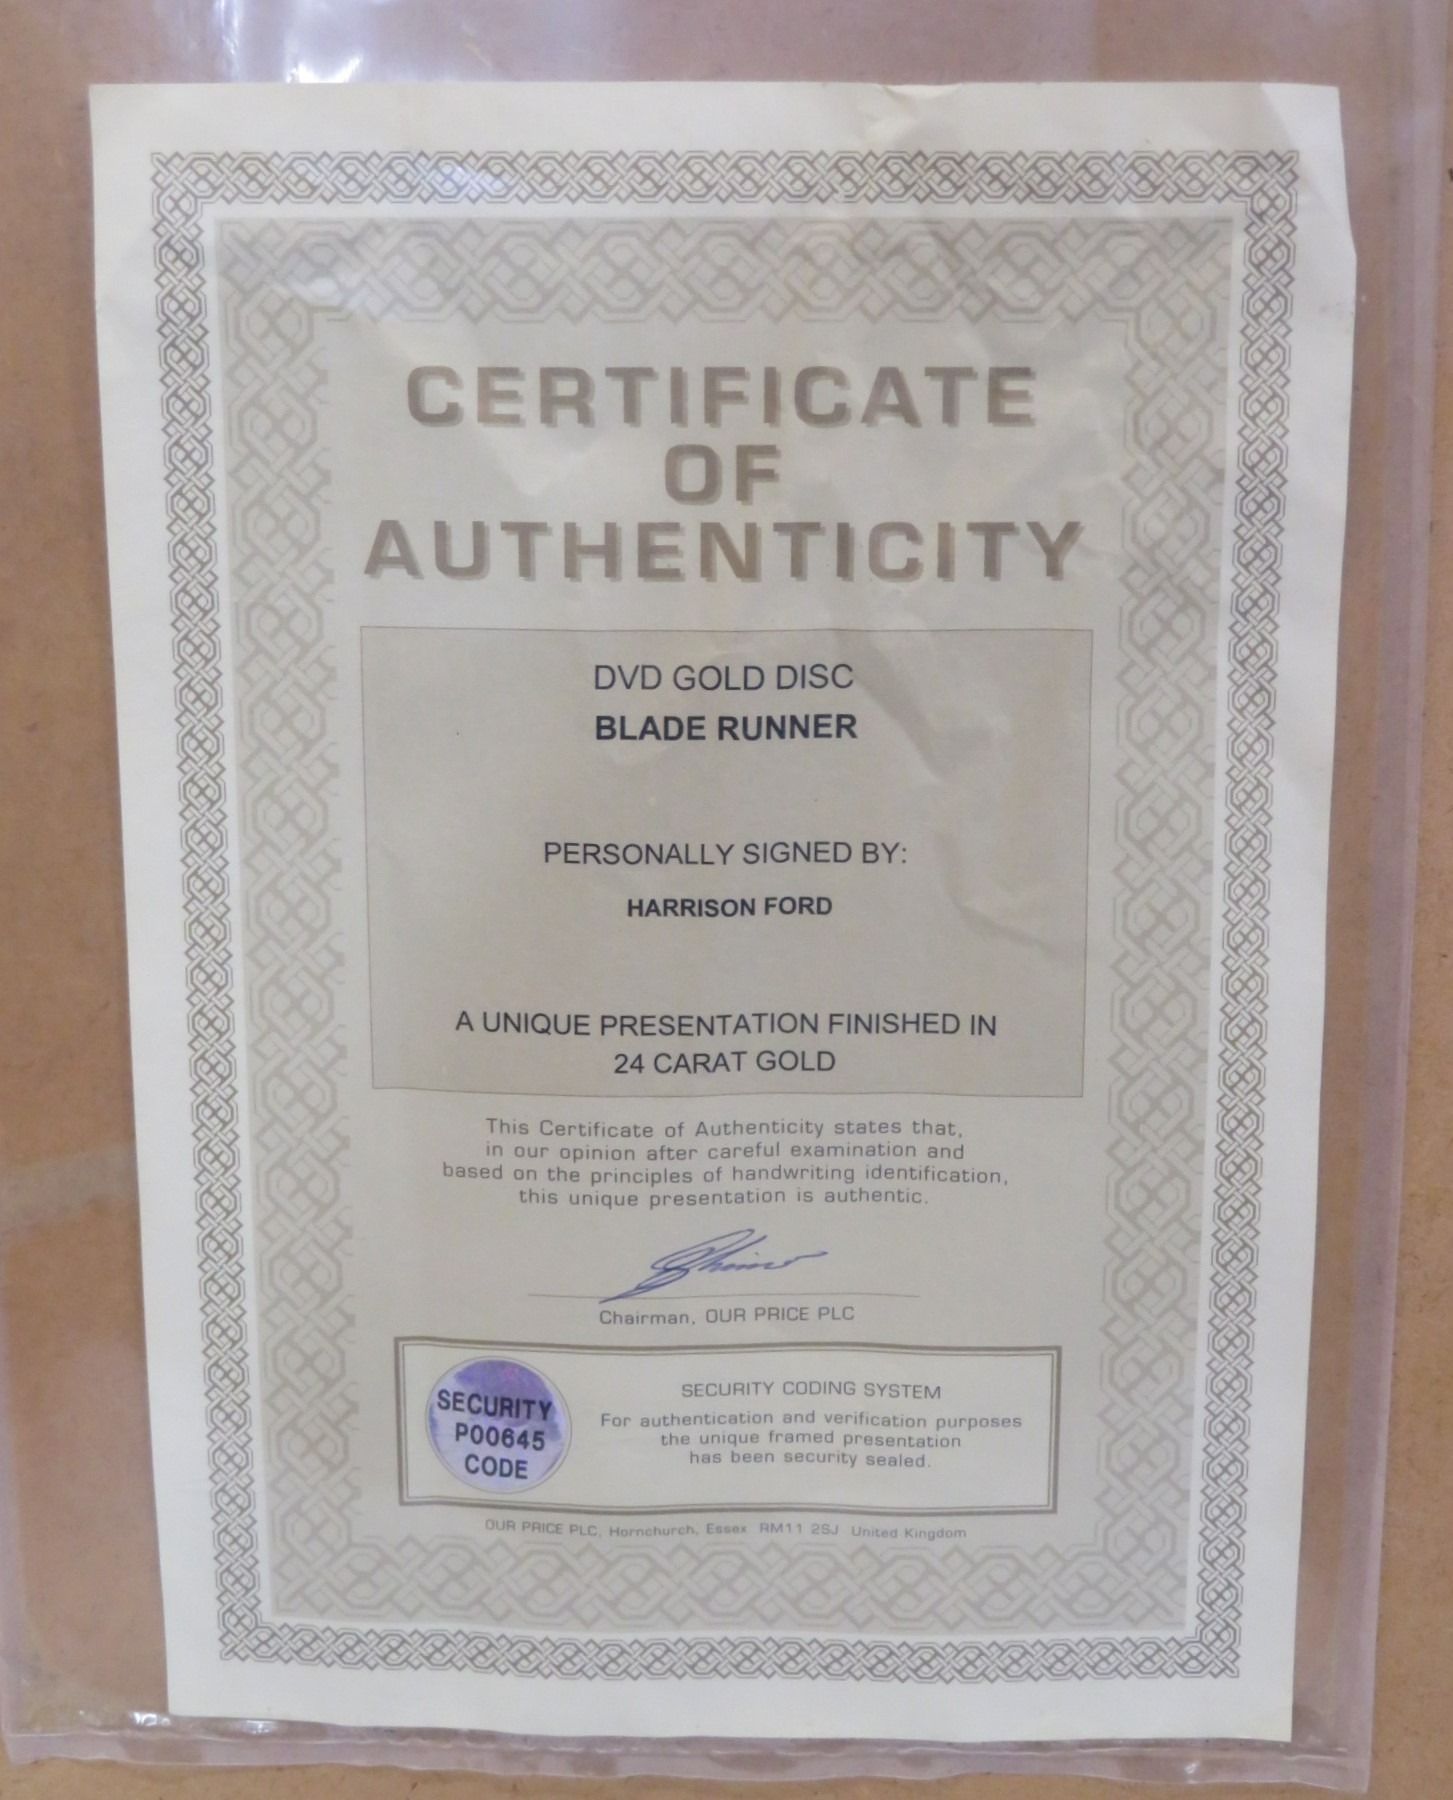 CERTIFICATE
OF
AUTHENTICITY
DVD GOLD DISC
BLADE RUNNER
PERSONALLY SIGNED BY:
HARRISON FORD
A UNIQUE PRESENTATION FINISHED IN
24 CARAT GOLD
This Certificate of Authenticity states that,
in our opinion after careful examination and
based on the principles of handwriting identification,
this unique presentation is authentic.
Chairman, OUR PRICE PLC
SECURITY
P00645
CODE
SECURITY CODING SYSTEM
For authentication and verification purposes
the unique framed presentation
has been security sealed.
OUR PRICE PLC, Hornchurch, Essex RM11 2SJ United Kingdom